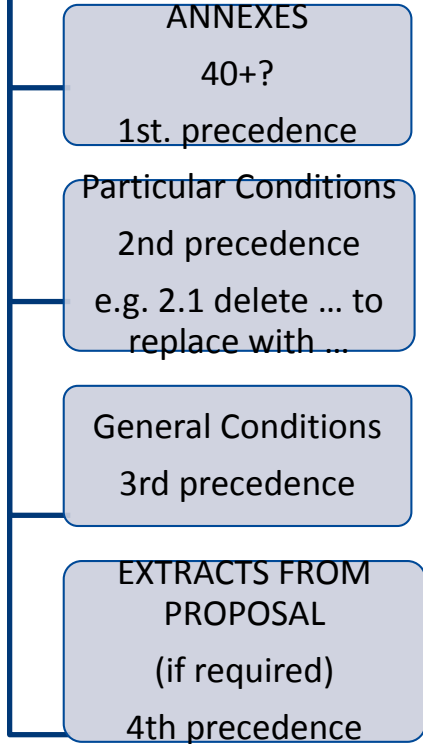 ANNEXES
40+?
1st. precedence
Particular Conditions
2nd precedence
e.g. 2.1 delete ... to
replace with ...
General Conditions
3rd precedence
EXTRACTS FROM
PROPOSAL
(if required)
4th precedence